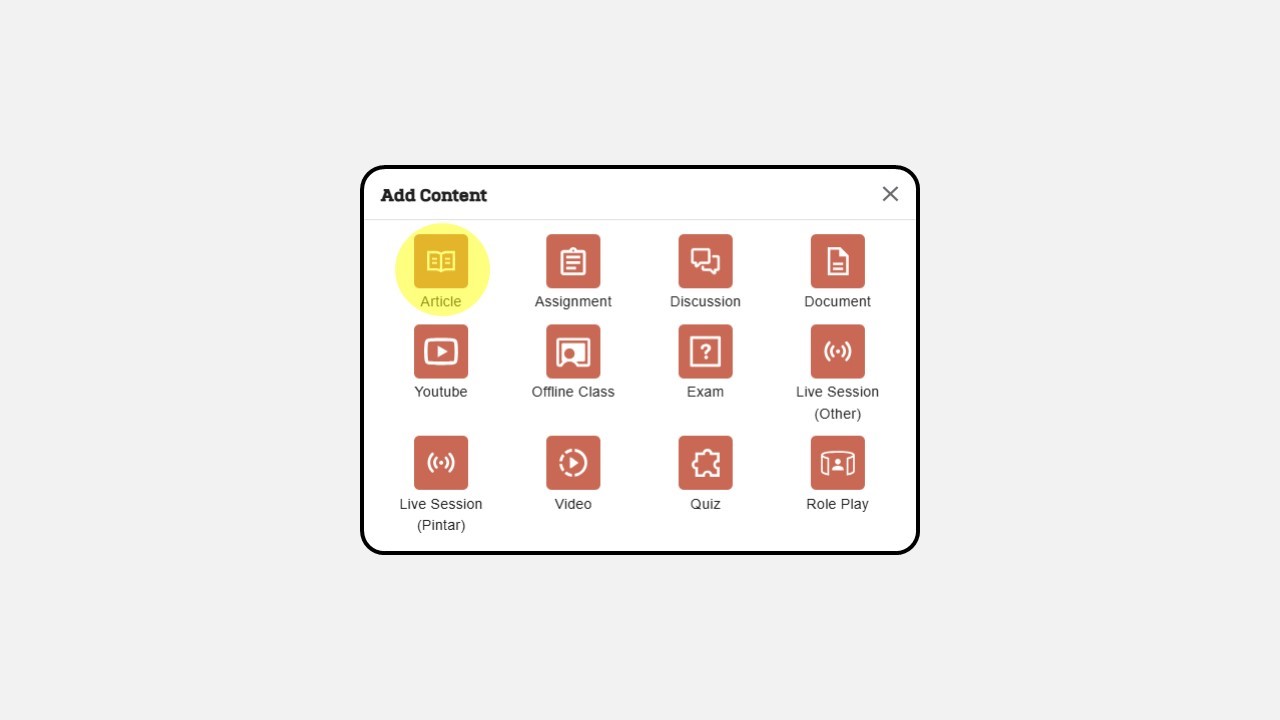 Add Content
Article
Assignment
Discussion
Document
Youtube
Offline Class
Exam
Live Session
(Other)
Live Session
(Pintar)
Video
Quiz
Role Play